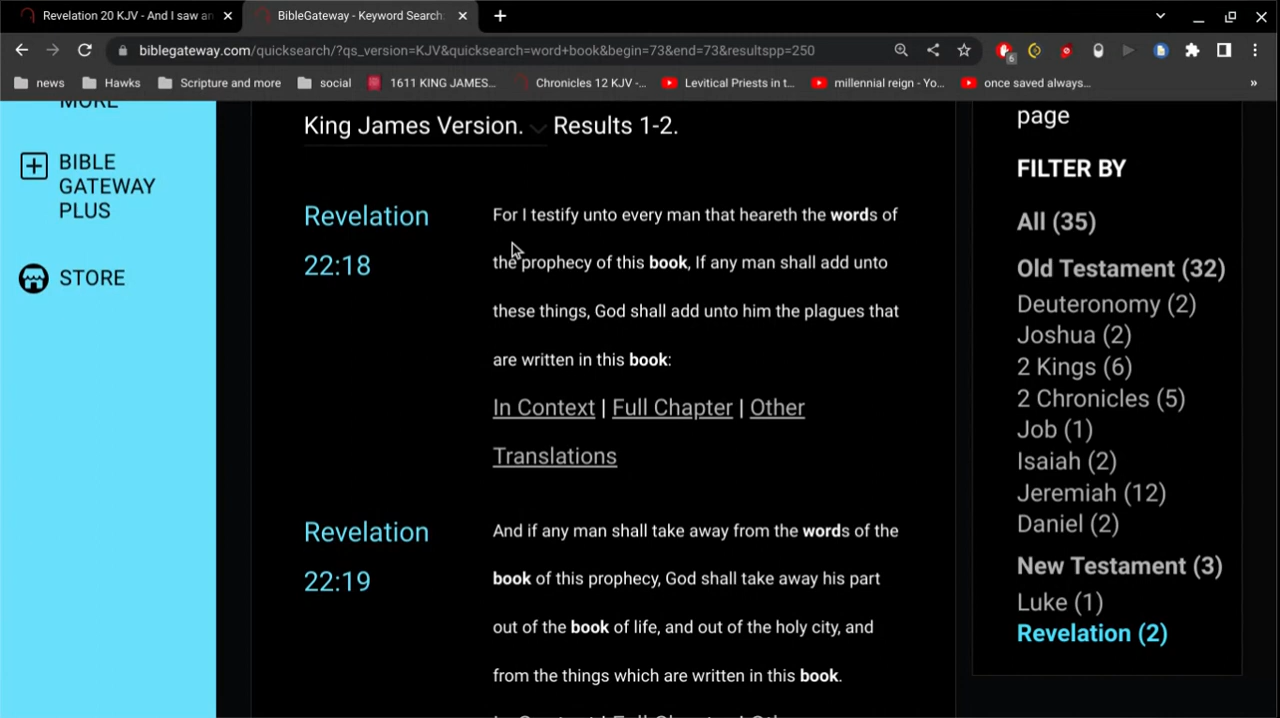 Revelation 20 KJV - And I saw an
BibleGateway - Keyword Search:
biblegateway.com/quicksearch/?qs_version=KJV&quicksearch=word+book&begin=73&end=73&resultspp=250
6
news
Hawks
Scripture and more
social
1611 KING JAMES...
Chronicles 12 KJV -...
Levitical Priests in t...
millennial reign - Yo...
once saved always...
»
MORE
BIBLE
GATEWAY
PLUS
STORE
King James Version. Results 1-2.
Revelation
22:18
For I testify unto every man that heareth the words of
the prophecy of this book, If any man shall add unto
these things, God shall add unto him the plagues that
are written in this book:
In Context | Full Chapter | Other
Translations
Revelation
22:19
And if any man shall take away from the words of the
book of this prophecy, God shall take away his part
out of the book of life, and out of the holy city, and
from the things which are written in this book.
In Context | Full Chapter | Other
page
FILTER BY
All (35)
Old Testament (32)
Deuteronomy (2)
Joshua (2)
2 Kings (6)
2 Chronicles (5)
Job (1)
Isaiah (2)
Jeremiah (12)
Daniel (2)
New Testament (3)
Luke (1)
Revelation (2)